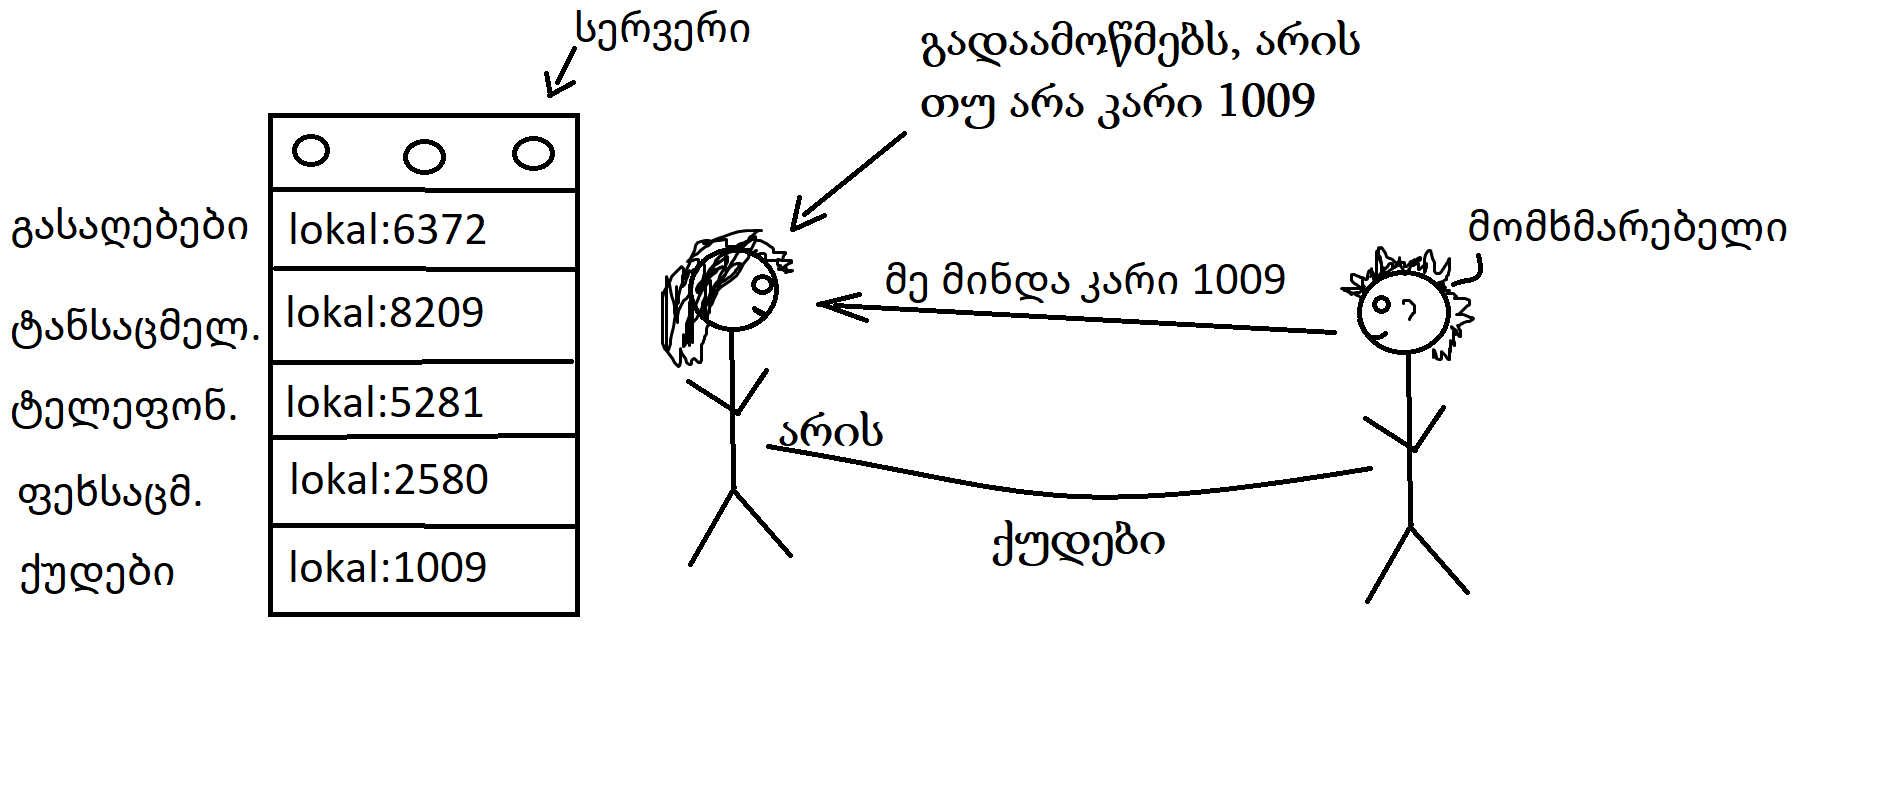 სერვერი
გადაამოწმებს, არის
თუ არა კარი 1009
გასაღებები
lokal:6372
მომხმარებელი
მე მინდა კარი 1009
ტანსაცმელ.
lokal:8209
ტელეფონ.
lokal:5281
არის
ფეხსაცმ.
lokal:2580
ქუდები
ქუდები
lokal:1009